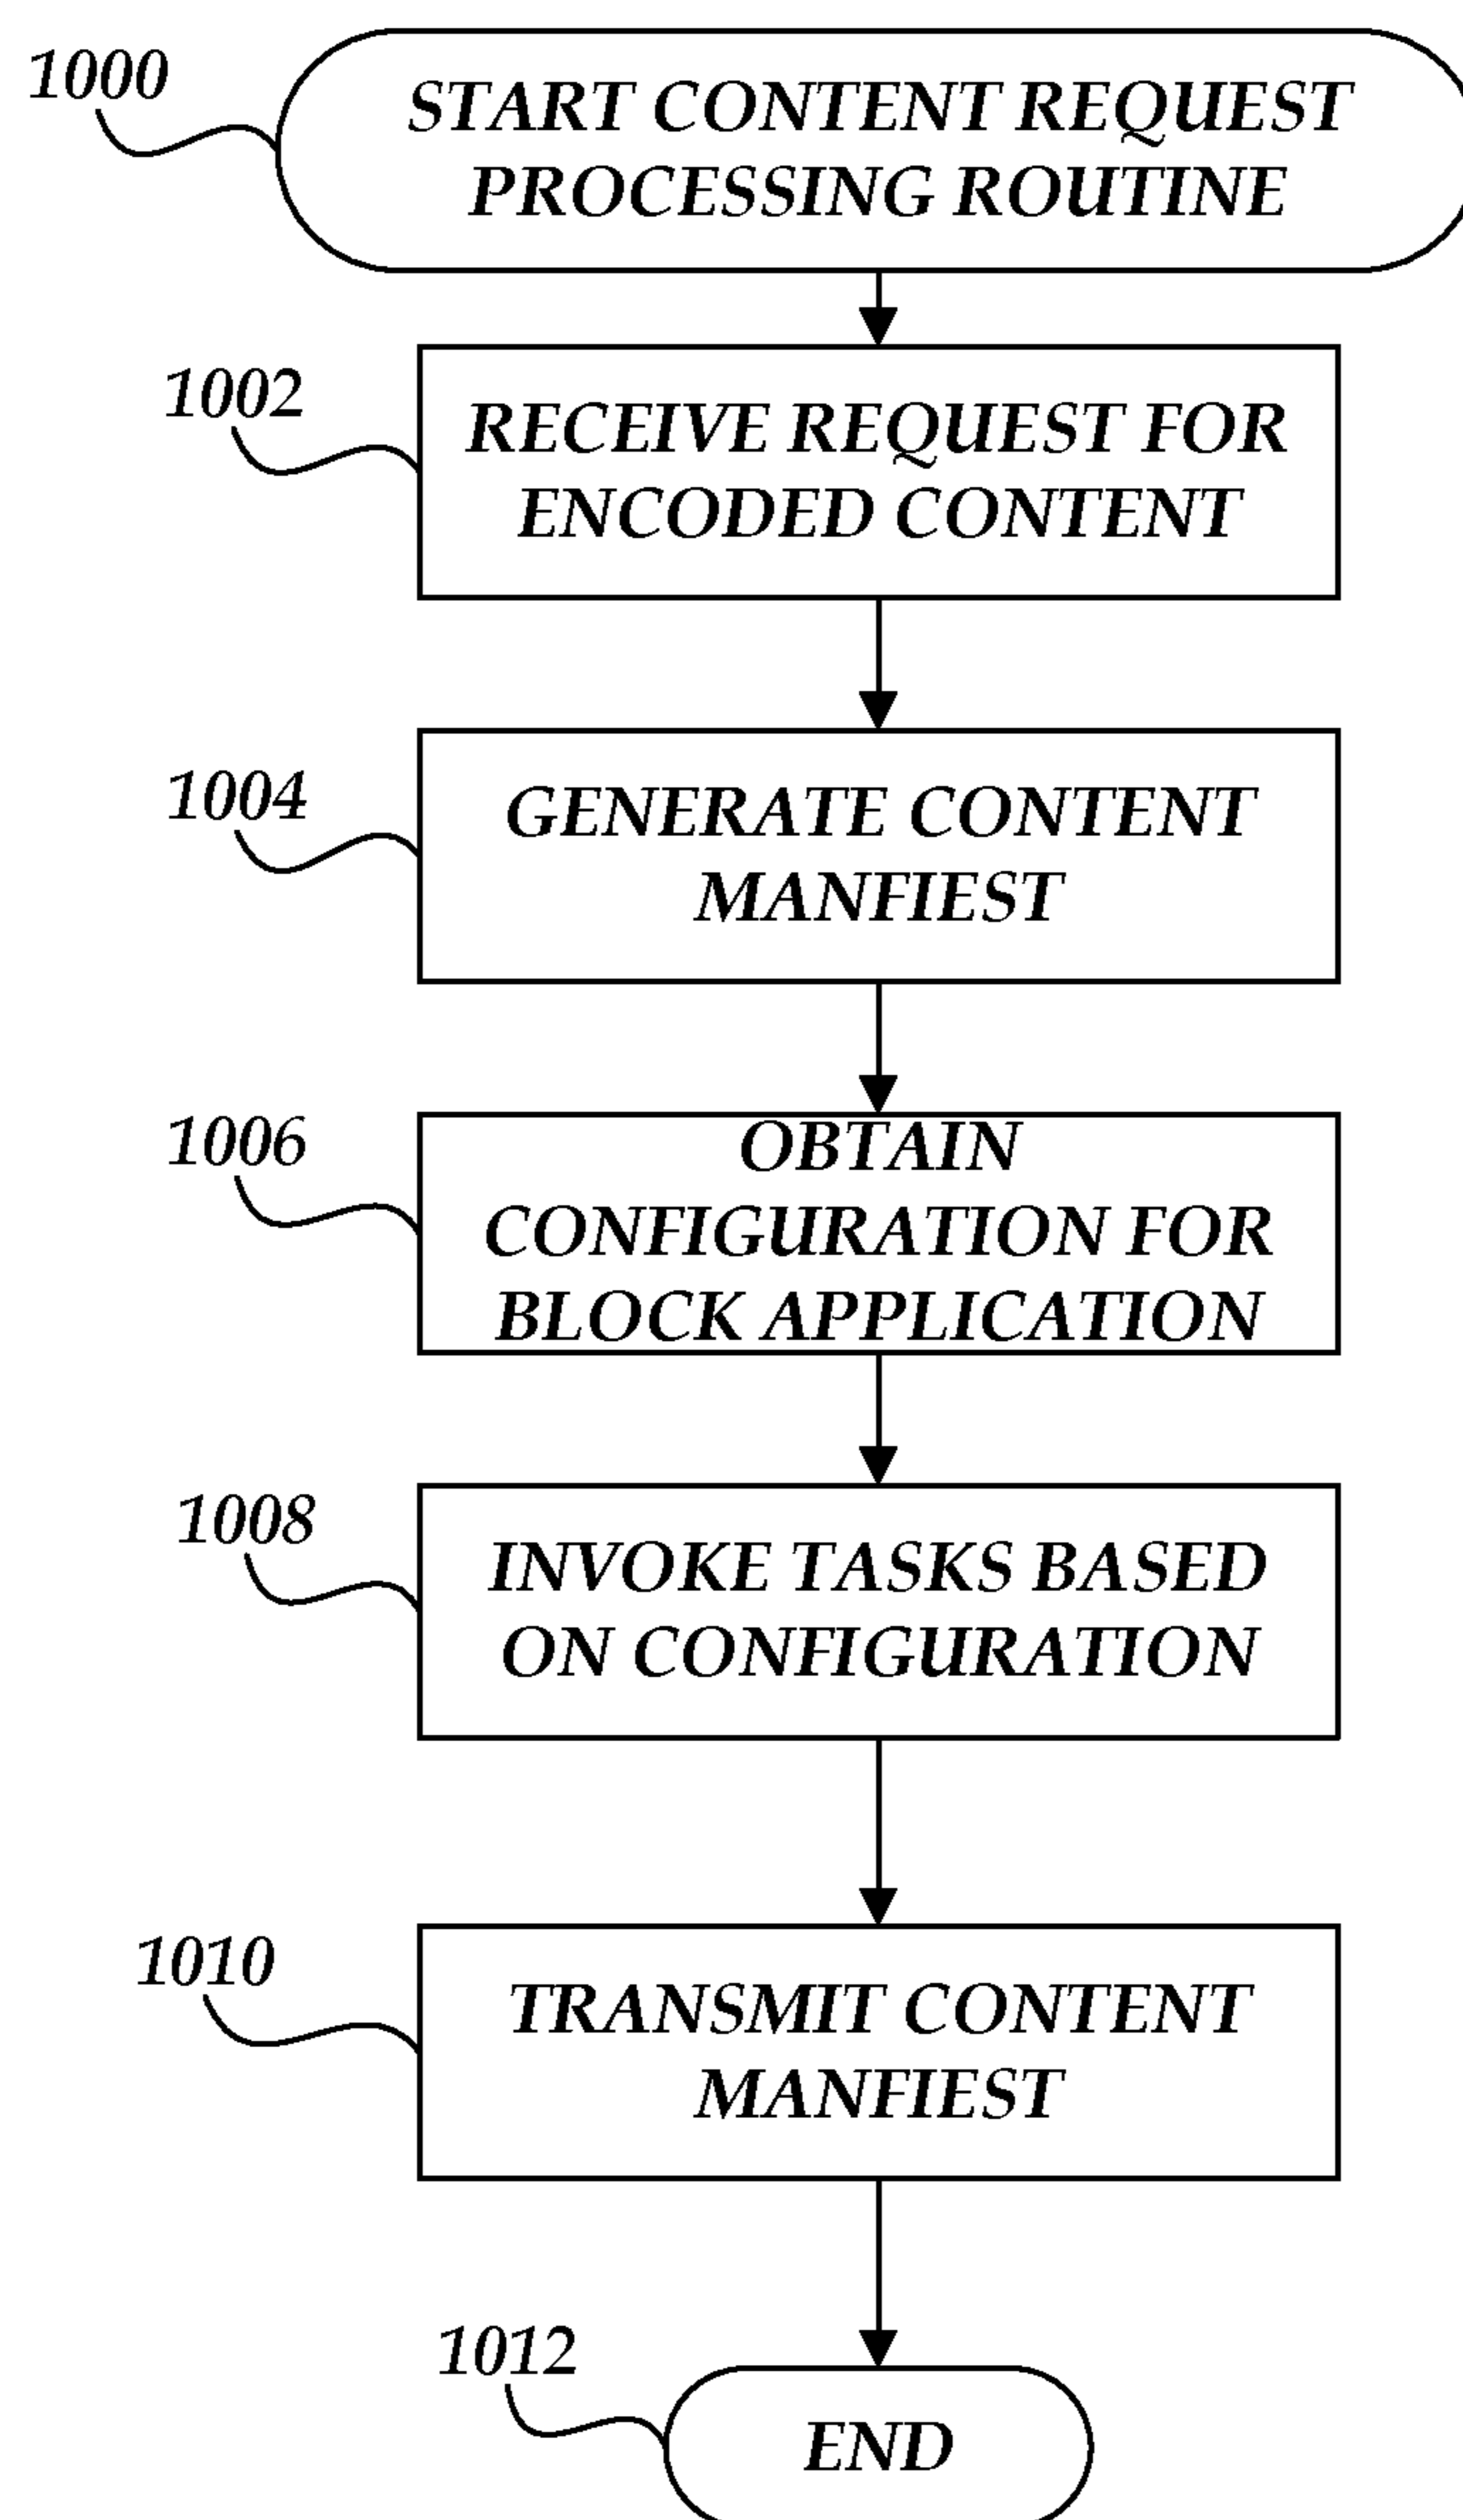 1000
START CONTENT REQUEST
PROCESSING ROUTINE
1002
RECEIVE REQUEST FOR
ENCODED CONTENT
1004
GENERATE CONTENT
MANFIEST
1006
OBTAIN
CONFIGURATION FOR
BLOCK APPLICATION
1008
INVOKE TASKS BASED
ON CONFIGURATION
1010
TRANSMIT CONTENT
MANFIEST
1012
END